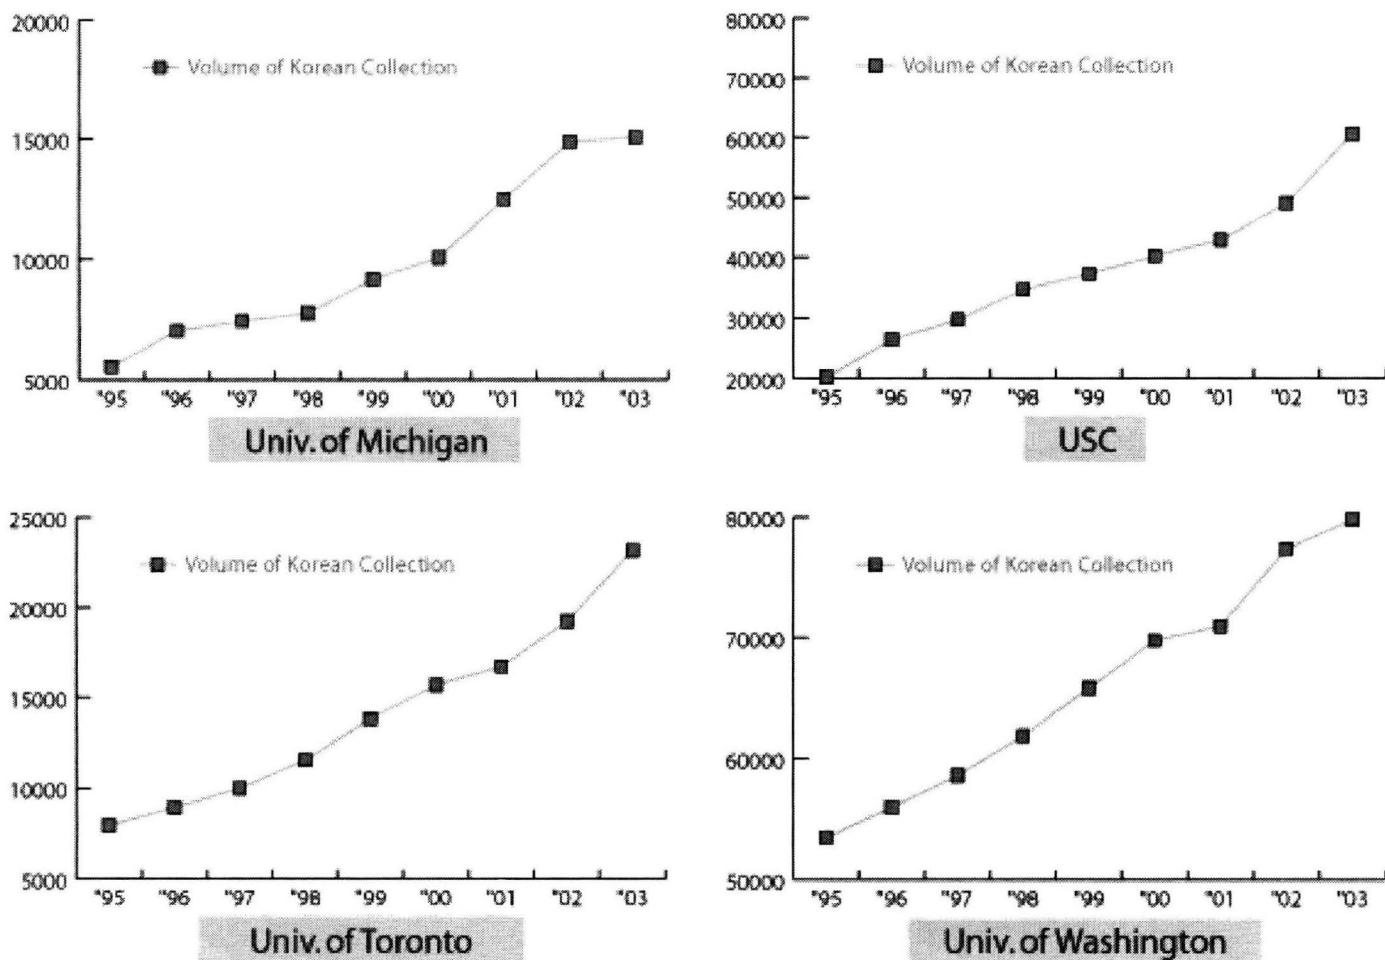 20000
Volume of Korean Collection
15000
10000
5000
"95 "96 "97 "98 "99 "00 "01 "02 "03
Univ. of Michigan
80000
70000
Volume of Korean Collection
60000
50000
40000
30000
20000
"95 "96 "97 "98 "99 "00 "01 "02 "03
USC
25000
Volume of Korean Collection
20000
15000
10000
5000
"95 "96 "97 "98 "99 "00 "01 "02 "03
Univ. of Toronto
80000
Volume of Korean Collection
70000
60000
50000
"95 "96 "97 "98 "99 "00 "01 "02 "03
Univ. of Washington